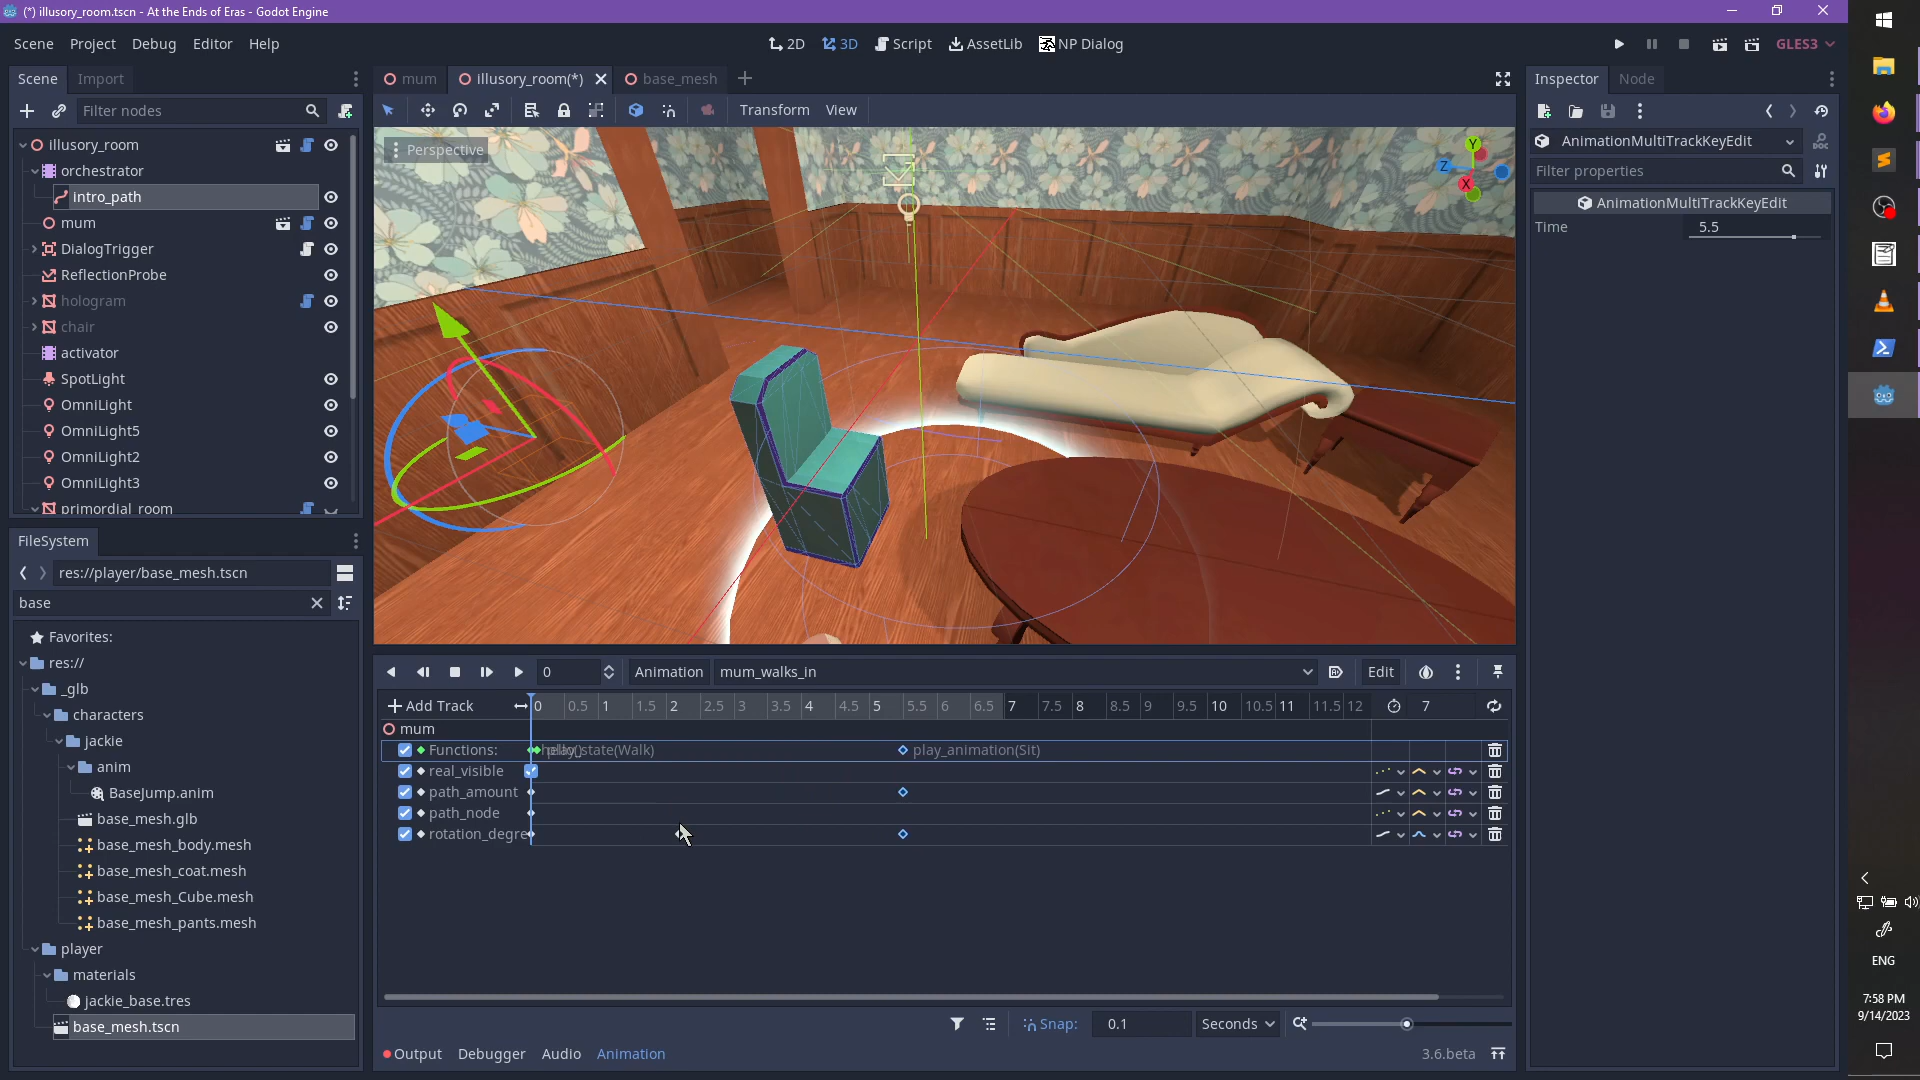 (*) illusory_room.tscn - At the Ends of Eras - Godot Engine
Scene Project Debug Editor Help
2D 3D Script AssetLib NP Dialog
GLES3
Scene Import
mum illusory_room(*) base_mesh
Inspector Node
Filter nodes
Transform View
Perspective
Y
Z
X
illusory_room
orchestrator
intro_path
mum
DialogTrigger
ReflectionProbe
hologram
chair
activator
SpotLight
OmniLight
OmniLight5
OmniLight2
OmniLight3
primordial_room
AnimationMultiTrackKeyEdit
DOC
Filter properties
AnimationMultiTrackKeyEdit
Time 5.5
FileSystem
res://player/base_mesh.tscn
base
Favorites:
res://
_glb
characters
jackie
anim
BaseJump.anim
base_mesh.glb
base_mesh_body.mesh
base_mesh_coat.mesh
base_mesh_Cube.mesh
base_mesh_pants.mesh
player
materials
jackie_base.tres
base_mesh.tscn
0 Animation mum_walks_in Edit
Add Track 0 0.5 1 1.5 2 2.5 3 3.5 4 4.5 5 5.5 6 6.5 7 7.5 8 8.5 9 9.5 10 10.5 11 11.5 12 7
mum
Functions: state(Walk) play_animation(Sit)
real_visible
path_amount
path_node
rotation_degre
Snap: 0.1 Seconds
Output Debugger Audio Animation 3.6.beta
ENG
7:58 PM
9/14/2023